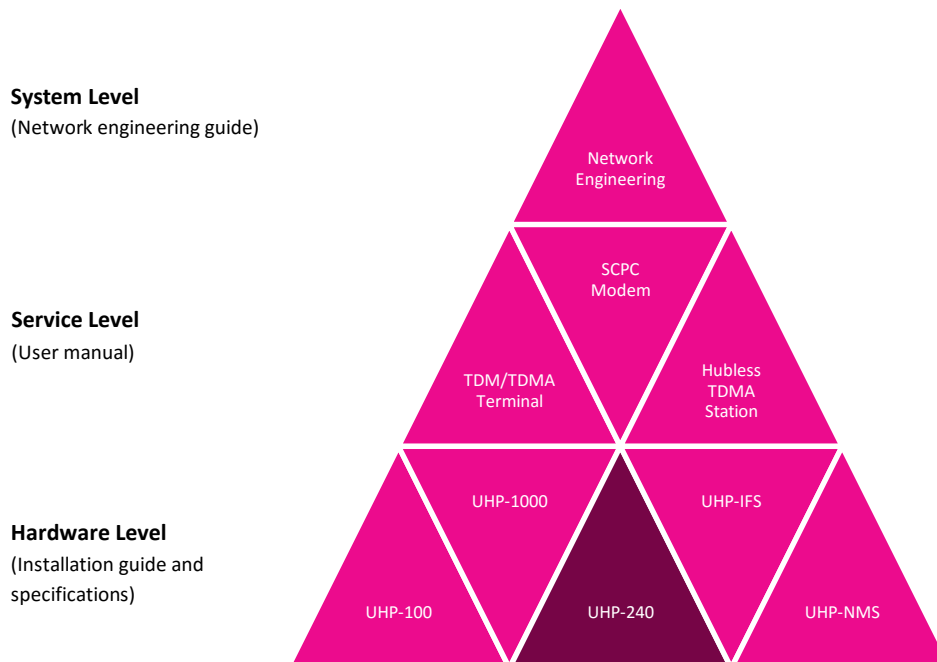 System Level
(Network engineering guide)
Network
Engineering
Service Level
(User manual)
SCPC
Modem
TDM/TDMA
Terminal
Hubless
TDMA
Station
Hardware Level
(Installation guide and
specifications)
UHP-1000
UHP-IFS
UHP-100
UHP-240
UHP-NMS